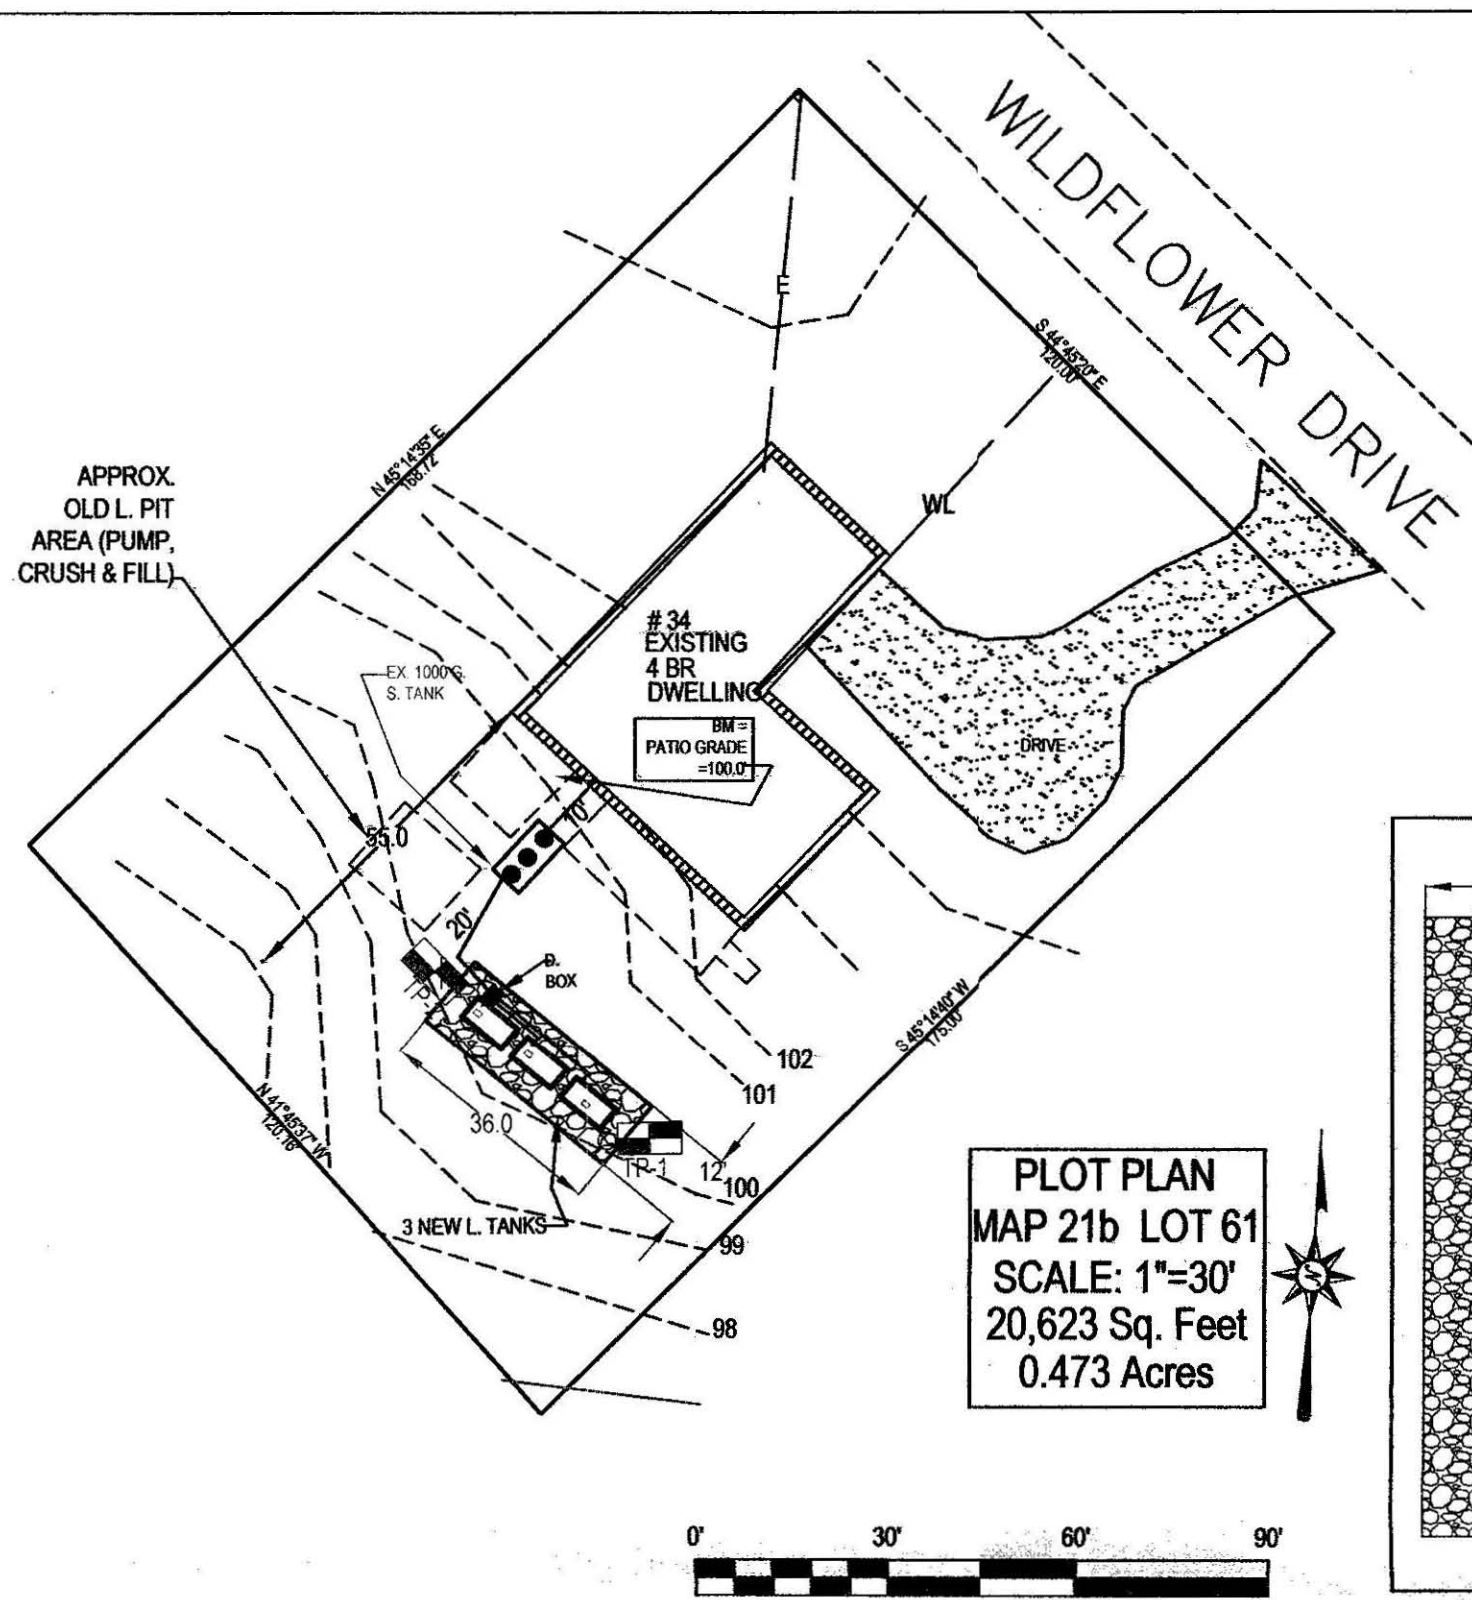 WILDFLOWER DRIVE
E
S 44°45'20" E
120.00'
N 45°14'35" E
168.72'
APPROX.
OLD L. PIT
AREA (PUMP,
CRUSH & FILL)
WL
# 34
EXISTING
4 BR
DWELLING
EX. 1000 G.
S. TANK
BM =
PATIO GRADE
=100.0'
DRIVE
10'
55.0
20'
D.
BOX
S 45°14'40" W
175.00'
102
101
N 41°45'37" W
36.0
TP-1
12'
100
3 NEW L. TANKS
99
98
PLOT PLAN
MAP 21b LOT 61
SCALE: 1"=30'
20,623 Sq. Feet
0.473 Acres
N
0' 30' 60' 90'